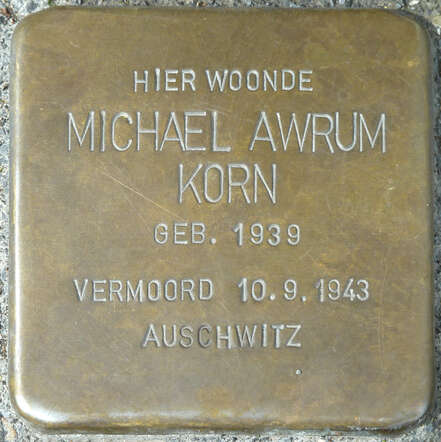 HIER WOONDE
MICHAEL AWRUM
KORN
GEB. 1939
VERMOORD 10.9.1943
AUSCHWITZ